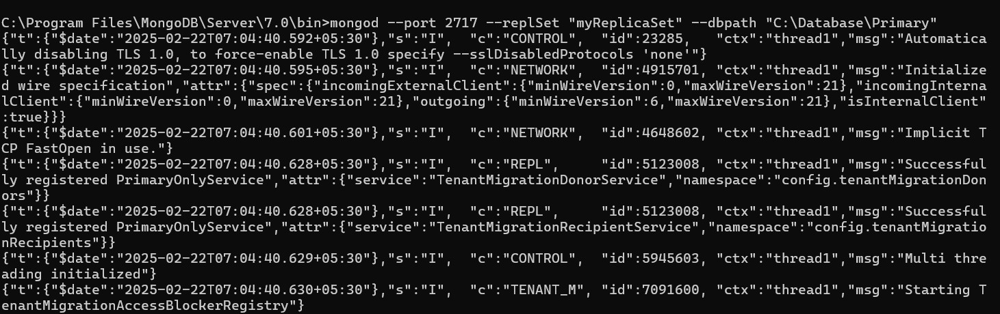 C:\Program Files\MongoDB\Server\7.0\bin>mongod --port 2717 --replSet "myReplicaSet" --dbpath "C:\Database\Primary"
{"t":{"$date":"2025-02-22T07:04:40.592+05:30"},"s":"I",  "c":"CONTROL",  "id":23285,   "ctx":"thread1","msg":"Automatica
lly disabling TLS 1.0, to force-enable TLS 1.0 specify --sslDisabledProtocols 'none'"}
{"t":{"$date":"2025-02-22T07:04:40.595+05:30"},"s":"I",  "c":"NETWORK",  "id":4915701, "ctx":"thread1","msg":"Initialize
d wire specification","attr":{"spec":{"incomingExternalClient":{"minWireVersion":0,"maxWireVersion":21},"incomingInterna
lClient":{"minWireVersion":0,"maxWireVersion":21},"outgoing":{"minWireVersion":6,"maxWireVersion":21},"isInternalClient"
:true}}}
{"t":{"$date":"2025-02-22T07:04:40.601+05:30"},"s":"I",  "c":"NETWORK",  "id":4648602, "ctx":"thread1","msg":"Implicit T
CP FastOpen in use."}
{"t":{"$date":"2025-02-22T07:04:40.628+05:30"},"s":"I",  "c":"REPL",     "id":5123008, "ctx":"thread1","msg":"Successful
ly registered PrimaryOnlyService","attr":{"service":"TenantMigrationDonorService","namespace":"config.tenantMigrationDon
ors"}}
{"t":{"$date":"2025-02-22T07:04:40.628+05:30"},"s":"I",  "c":"REPL",     "id":5123008, "ctx":"thread1","msg":"Successful
ly registered PrimaryOnlyService","attr":{"service":"TenantMigrationRecipientService","namespace":"config.tenantMigratio
nRecipients"}}
{"t":{"$date":"2025-02-22T07:04:40.629+05:30"},"s":"I",  "c":"CONTROL",  "id":5945603, "ctx":"thread1","msg":"Multi thre
ading initialized"}
{"t":{"$date":"2025-02-22T07:04:40.630+05:30"},"s":"I",  "c":"TENANT_M", "id":7091600, "ctx":"thread1","msg":"Starting T
enantMigrationAccessBlockerRegistry"}